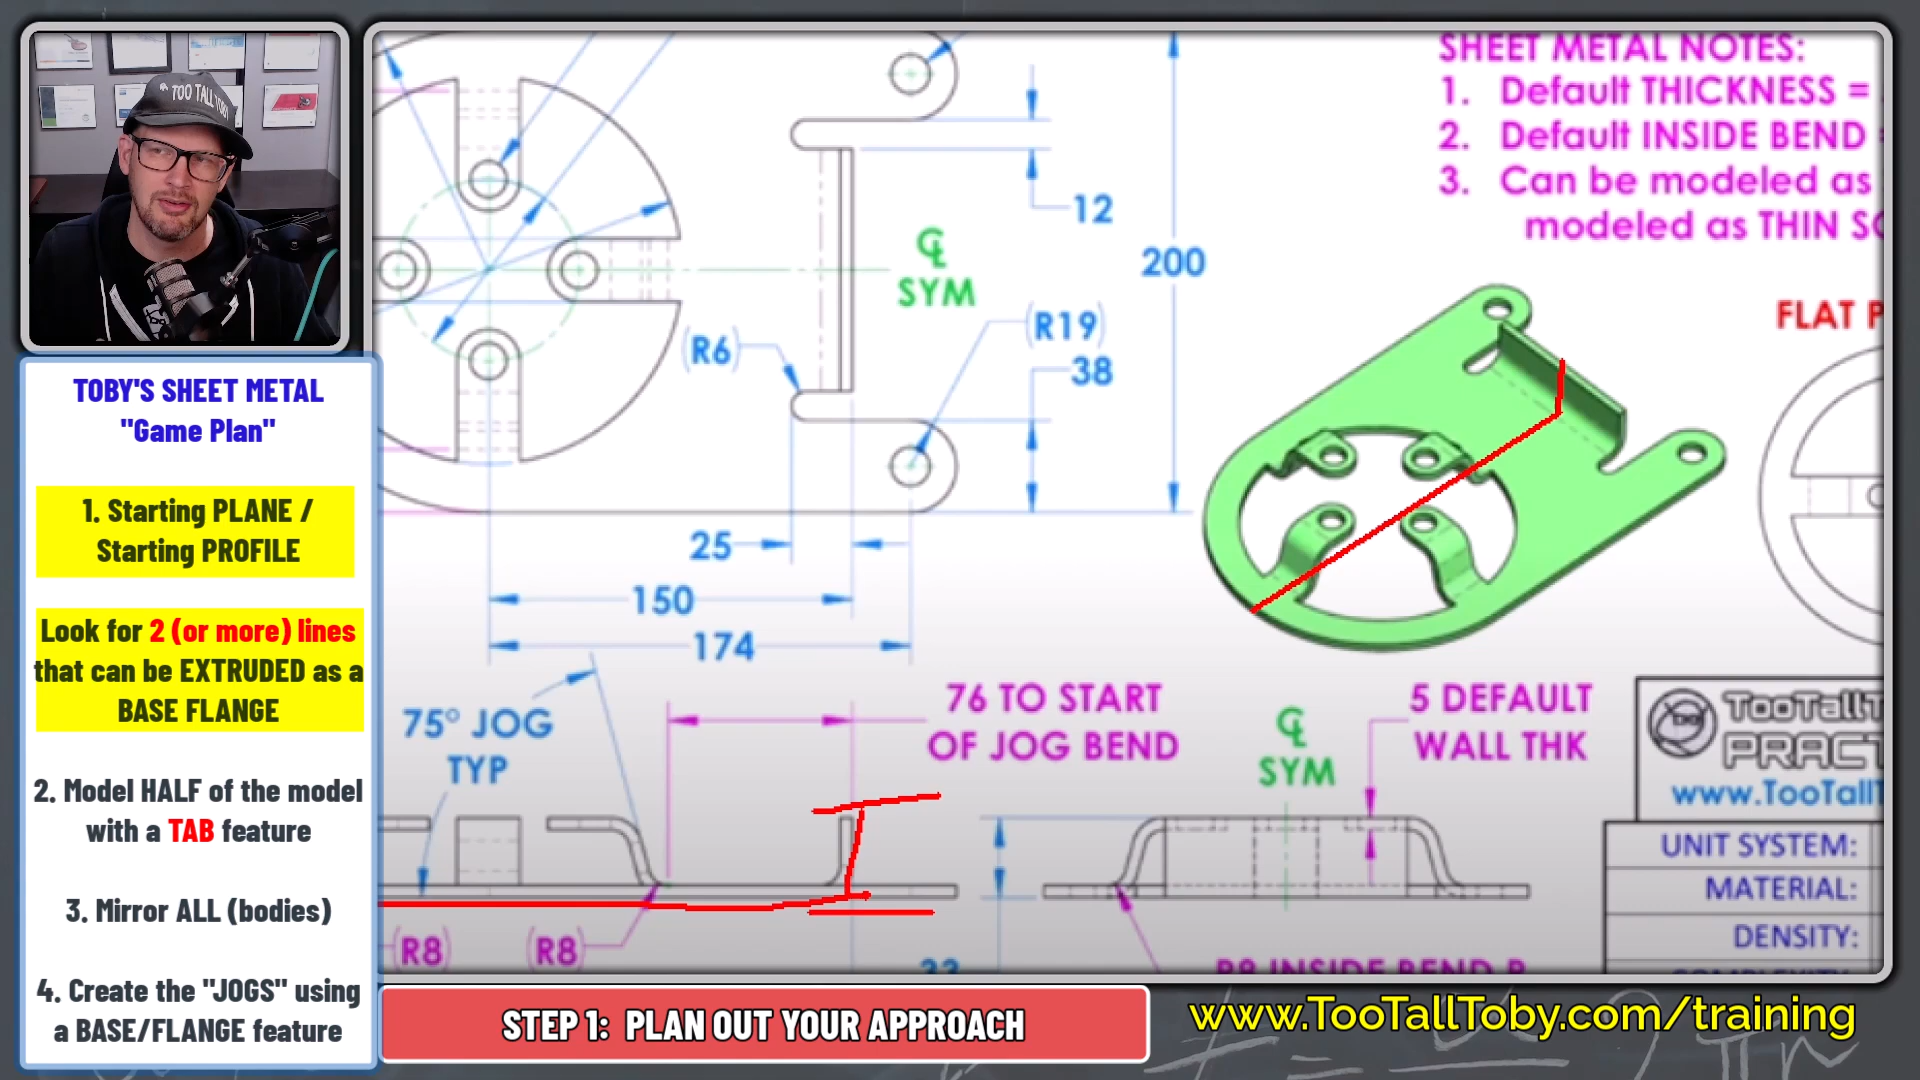 TOO TALL TOBY
TOBY'S SHEET METAL
"Game Plan"
1. Starting PLANE /
Starting PROFILE
Look for 2 (or more) lines
that can be EXTRUDED as a
BASE FLANGE
2. Model HALF of the model
with a TAB feature
3. Mirror ALL (bodies)
4. Create the "JOGS" using
a BASE/FLANGE feature
SHEET METAL NOTES:
1. Default THICKNESS =
2. Default INSIDE BEND
3. Can be modeled as
modeled as THIN
12
200
℄
SYM
(R19)
38
(R6)
25
150
174
FLAT
75° JOG
TYP
76 TO START
OF JOG BEND
℄
SYM
5 DEFAULT
WALL THK
(R8)
(R8)
33
R8 INSIDE BEND R
www.TooTall
UNIT SYSTEM:
MATERIAL:
DENSITY:
STEP 1: PLAN OUT YOUR APPROACH
www.TooTallToby.com/training